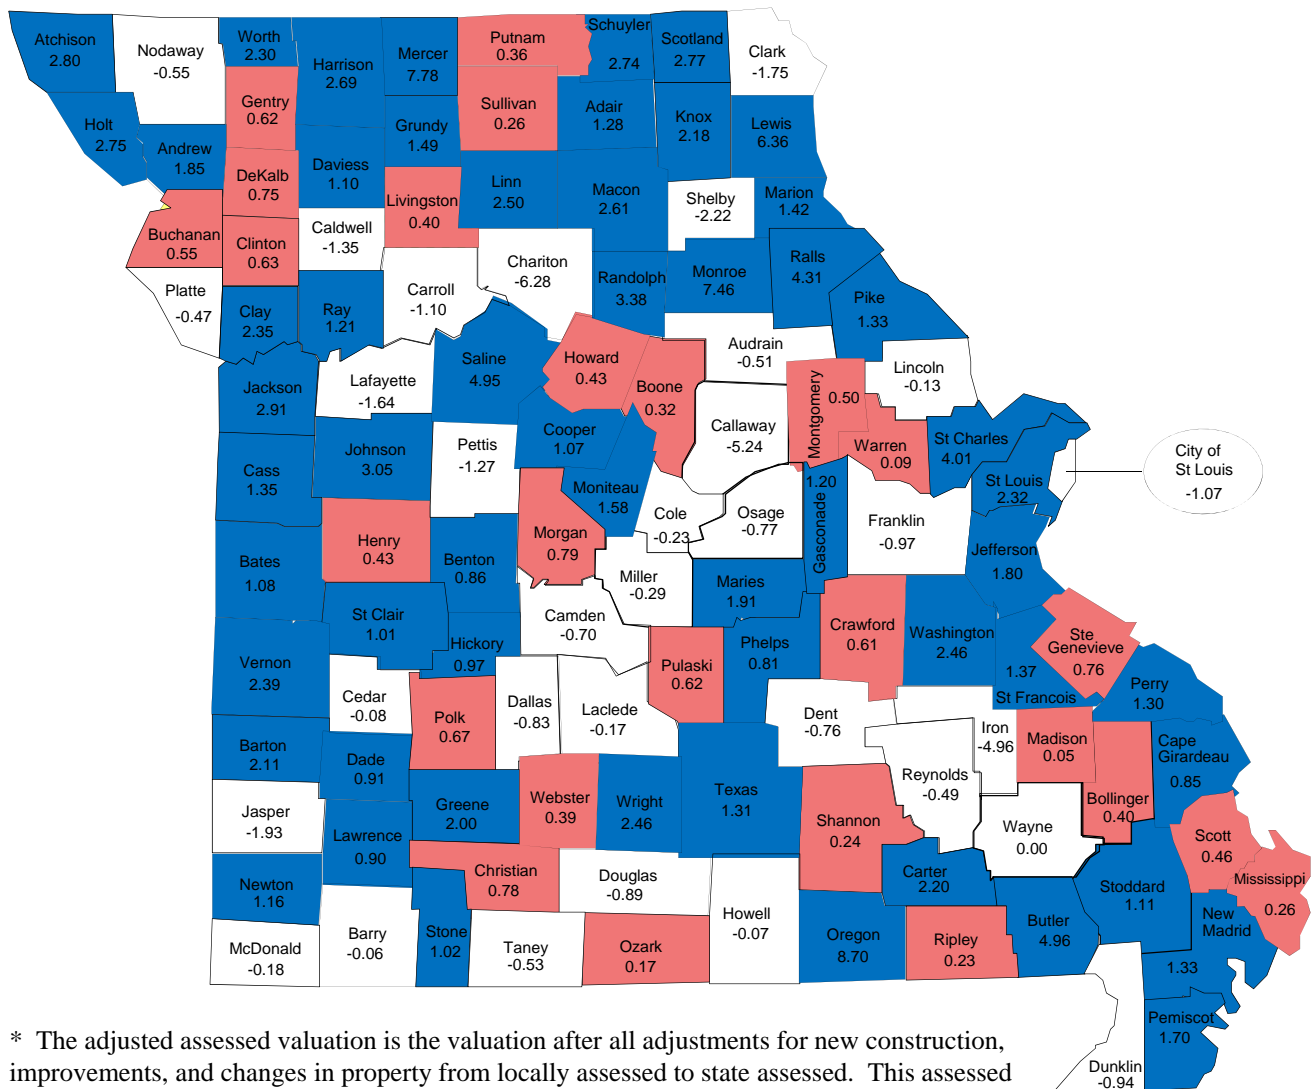 Atchison
2.80
Nodaway
-0.55
Worth
2.30
Harrison
2.69
Mercer
7.78
Putnam
0.36
Schuyler
2.74
Scotland
2.77
Clark
-1.75
Holt
2.75
Andrew
1.85
Gentry
0.62
DeKalb
0.75
Daviess
1.10
Grundy
1.49
Sullivan
0.26
Adair
1.28
Knox
2.18
Lewis
6.36
Buchanan
0.55
Clinton
0.63
Caldwell
-1.35
Livingston
0.40
Linn
2.50
Macon
2.61
Shelby
-2.22
Marion
1.42
Platte
-0.47
Clay
2.35
Ray
1.21
Carroll
-1.10
Chariton
-6.28
Randolph
3.38
Monroe
7.46
Ralls
4.31
Pike
1.33
Jackson
2.91
Lafayette
-1.64
Saline
4.95
Howard
0.43
Boone
0.32
Audrain
-0.51
Callaway
-5.24
Montgomery
0.50
Lincoln
-0.13
Warren
0.09
St Charles
4.01
St Louis
2.32
City of
St Louis
-1.07
Cass
1.35
Johnson
3.05
Pettis
-1.27
Cooper
1.07
Moniteau
1.58
Cole
-0.23
Osage
-0.77
Gasconade
1.20
Franklin
-0.97
Jefferson
1.80
Bates
1.08
Henry
0.43
Benton
0.86
Morgan
0.79
Miller
-0.29
Maries
1.91
Camden
-0.70
St Clair
1.01
Hickory
0.97
Vernon
2.39
Cedar
-0.08
Polk
0.67
Dallas
-0.83
Laclede
-0.17
Pulaski
0.62
Phelps
0.81
Crawford
0.61
Washington
2.46
1.37
St Francois
Ste
Genevieve
0.76
Perry
1.30
Dent
-0.76
Iron
-4.96
Madison
0.05
Cape
Girardeau
0.85
Bollinger
0.40
Reynolds
-0.49
Wayne
0.00
Barton
2.11
Dade
0.91
Jasper
-1.93
Lawrence
0.90
Greene
2.00
Webster
0.39
Wright
2.46
Texas
1.31
Shannon
0.24
Carter
2.20
Scott
0.46
Mississippi
0.26
Stoddard
1.11
New
Madrid
1.33
Newton
1.16
Christian
0.78
Douglas
-0.89
Howell
-0.07
McDonald
-0.18
Barry
-0.06
Stone
1.02
Taney
-0.53
Ozark
0.17
Oregon
8.70
Ripley
0.23
Butler
4.96
Pemiscot
1.70
Dunklin
-0.94
* The adjusted assessed valuation is the valuation after all adjustments for new construction,
improvements, and changes in property from locally assessed to state assessed. This assessed